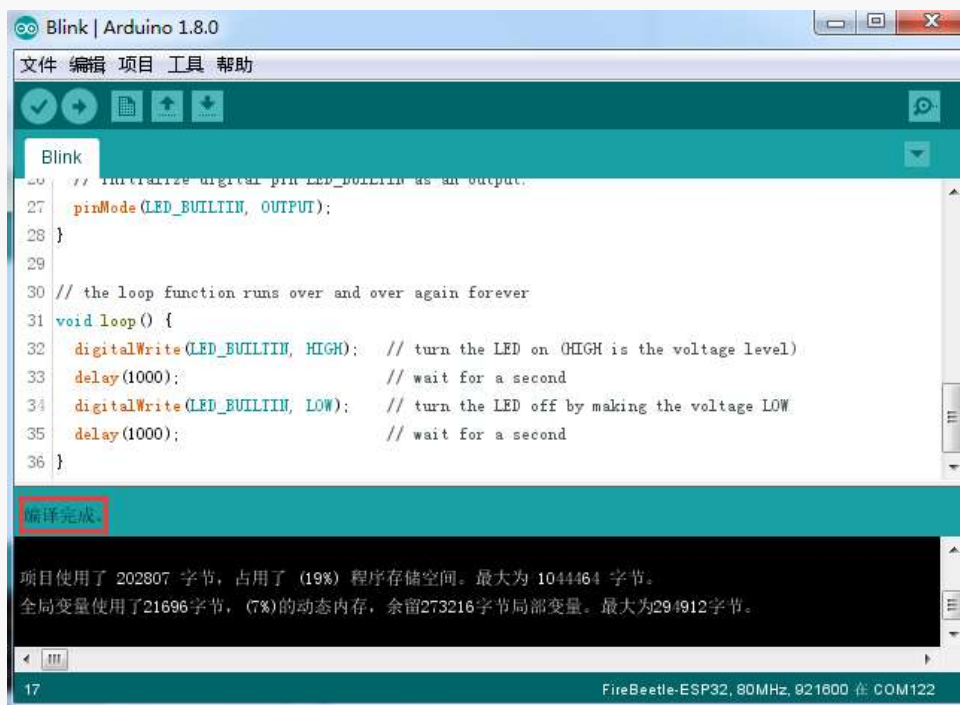 Blink | Arduino 1.8.0
文件 编辑 项目 工具 帮助
Blink
26 // initialize digital pin LED_BUILTIN as an output.
27 pinMode(LED_BUILTIN, OUTPUT);
28 }
29
30 // the loop function runs over and over again forever
31 void loop() {
32 digitalWrite(LED_BUILTIN, HIGH); // turn the LED on (HIGH is the voltage level)
33 delay(1000); // wait for a second
34 digitalWrite(LED_BUILTIN, LOW); // turn the LED off by making the voltage LOW
35 delay(1000); // wait for a second
36 }
编译完成。
项目使用了 202807 字节，占用了 (19%) 程序存储空间。最大为 1044464 字节。
全局变量使用了21696字节，(7%)的动态内存，余留273216字节局部变量。最大为294912字节。
17 FireBeetle-ESP32, 80MHz, 921600 在 COM122